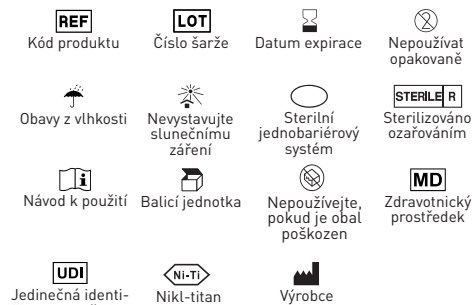 REF LOT
Kód produktu Číslo šarže Datum expirace Nepoužívat
opakovaně
STERILE R
Obavy z vlhkosti Nevystavujte Sterilní Sterilizováno
slunečnímu jednobariérový ozařováním
záření systém
i MD
Návod k použití Balicí jednotka Nepoužívejte, Zdravotnický
pokud je obal prostředek
poškozen
UDI Ni-Ti
Jedinečná identi- Nikl-titan Výrobce